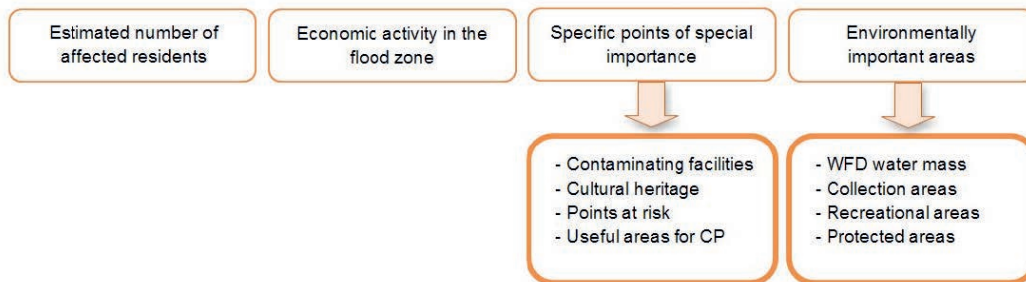 Estimated number of
affected residents
Economic activity in the
flood zone
Specific points of special
importance
Environmentally
important areas
- Contaminating facilities
- Cultural heritage
- Points at risk
- Useful areas for CP
- WFD water mass
- Collection areas
- Recreational areas
- Protected areas